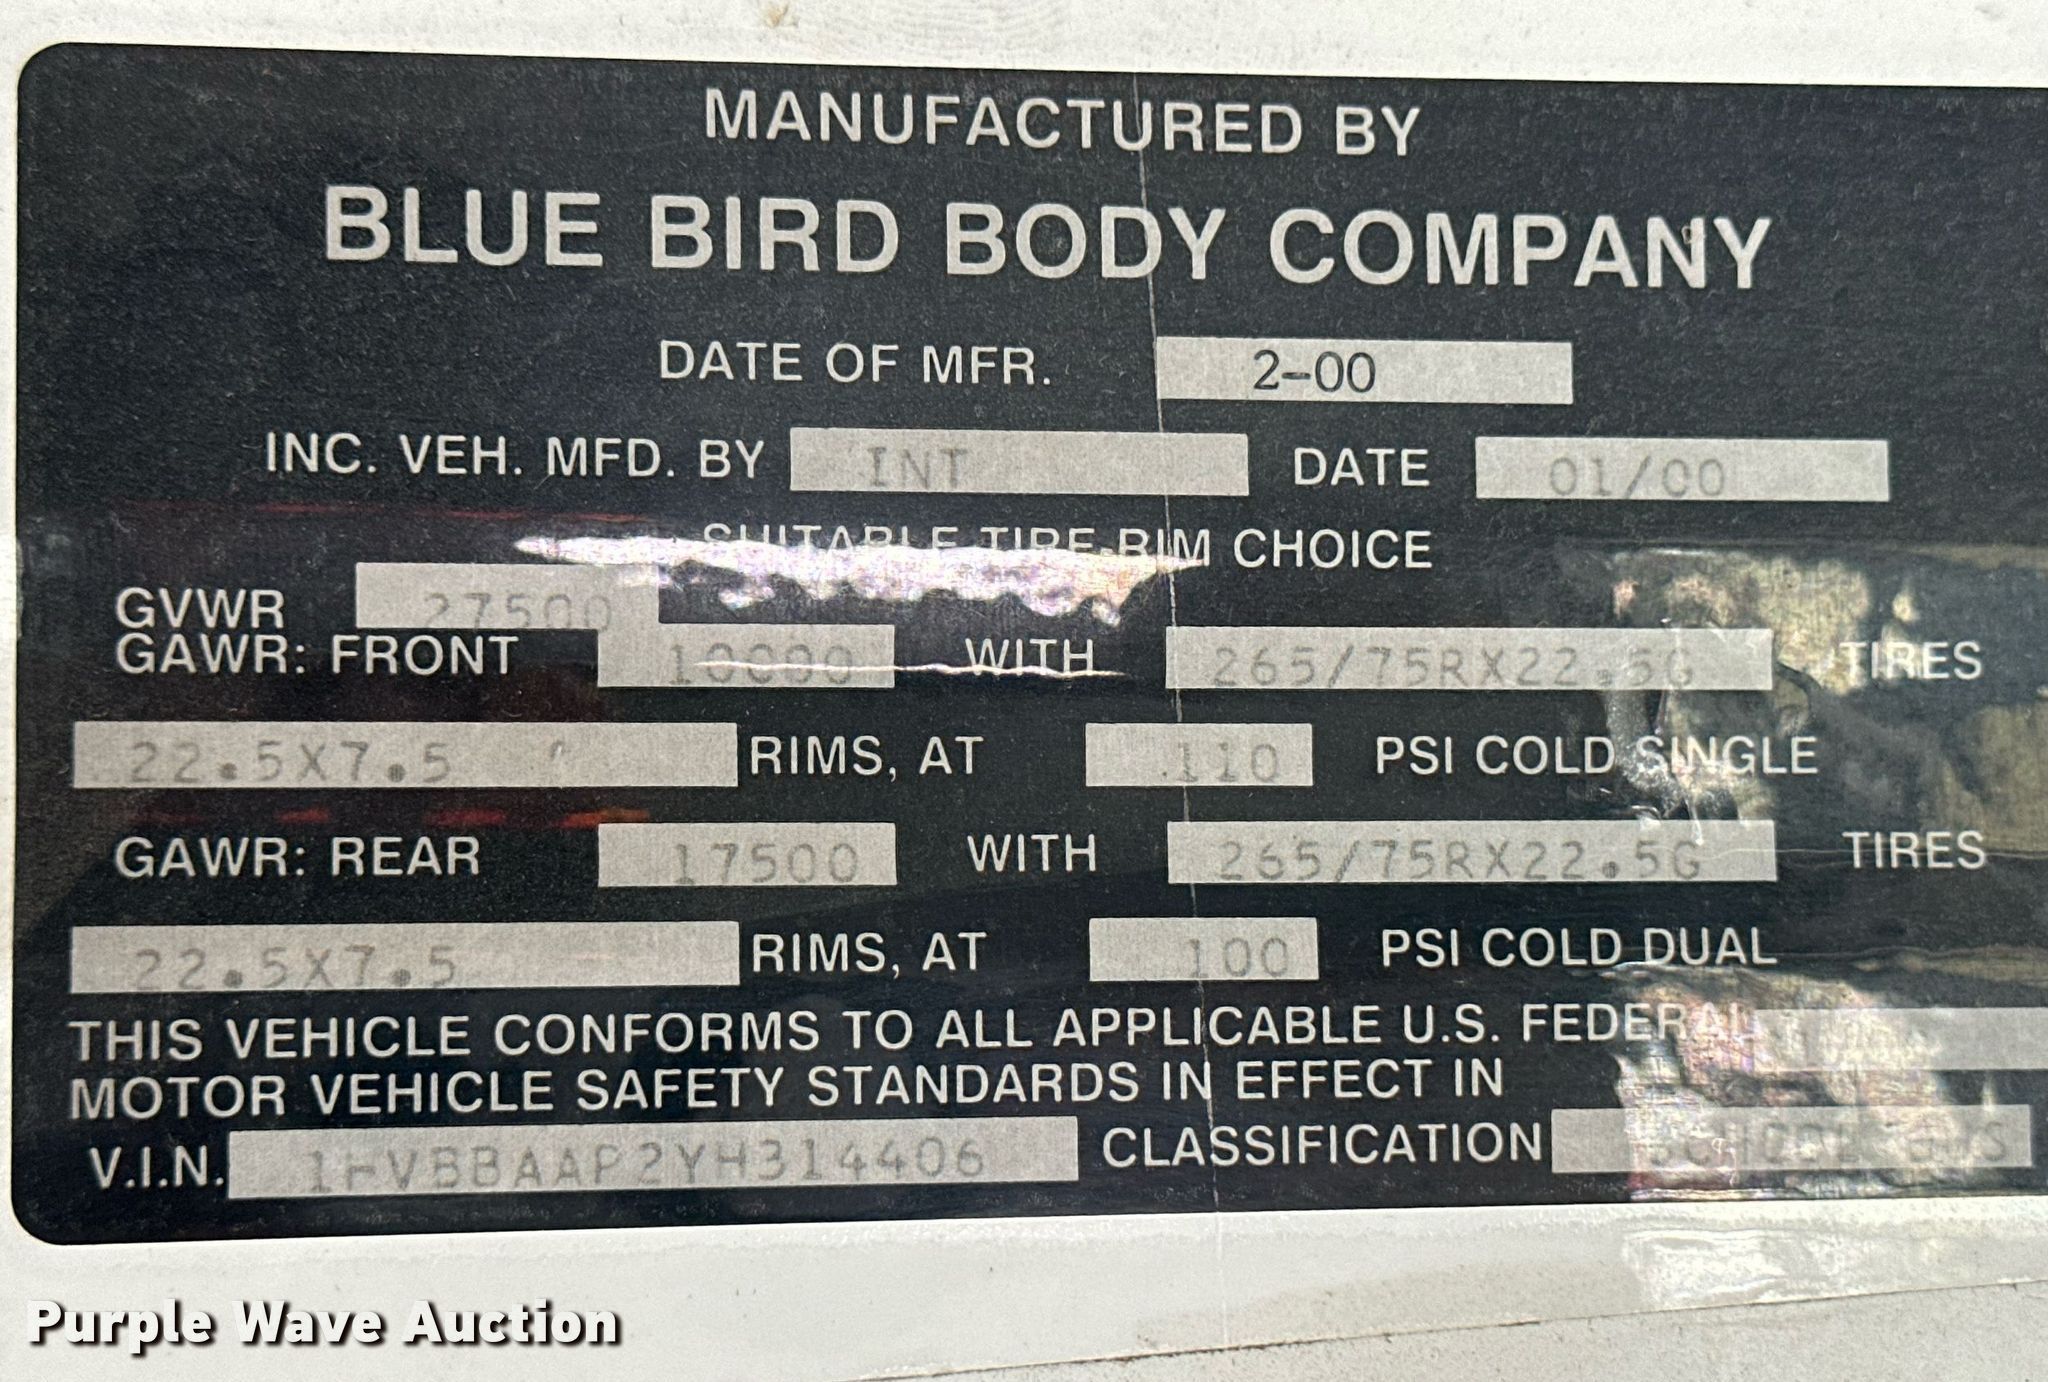 MANUFACTURED BY
BLUE BIRD BODY COMPANY
DATE OF MFR. 2-00
INC. VEH. MFD. BY INT DATE 01/00
SUITABLE TIRE-RIM CHOICE
GVWR 27500
GAWR: FRONT 10000 WITH 265/75RX22.5G TIRES
22.5X7.5 RIMS, AT 110 PSI COLD SINGLE
GAWR: REAR 17500 WITH 265/75RX22.5G TIRES
22.5X7.5 RIMS, AT 100 PSI COLD DUAL
THIS VEHICLE CONFORMS TO ALL APPLICABLE U.S. FEDERAL
MOTOR VEHICLE SAFETY STANDARDS IN EFFECT IN
V.I.N. 1HVBBAAP2YH314406 CLASSIFICATION SCHOOL BUS
Purple Wave Auction